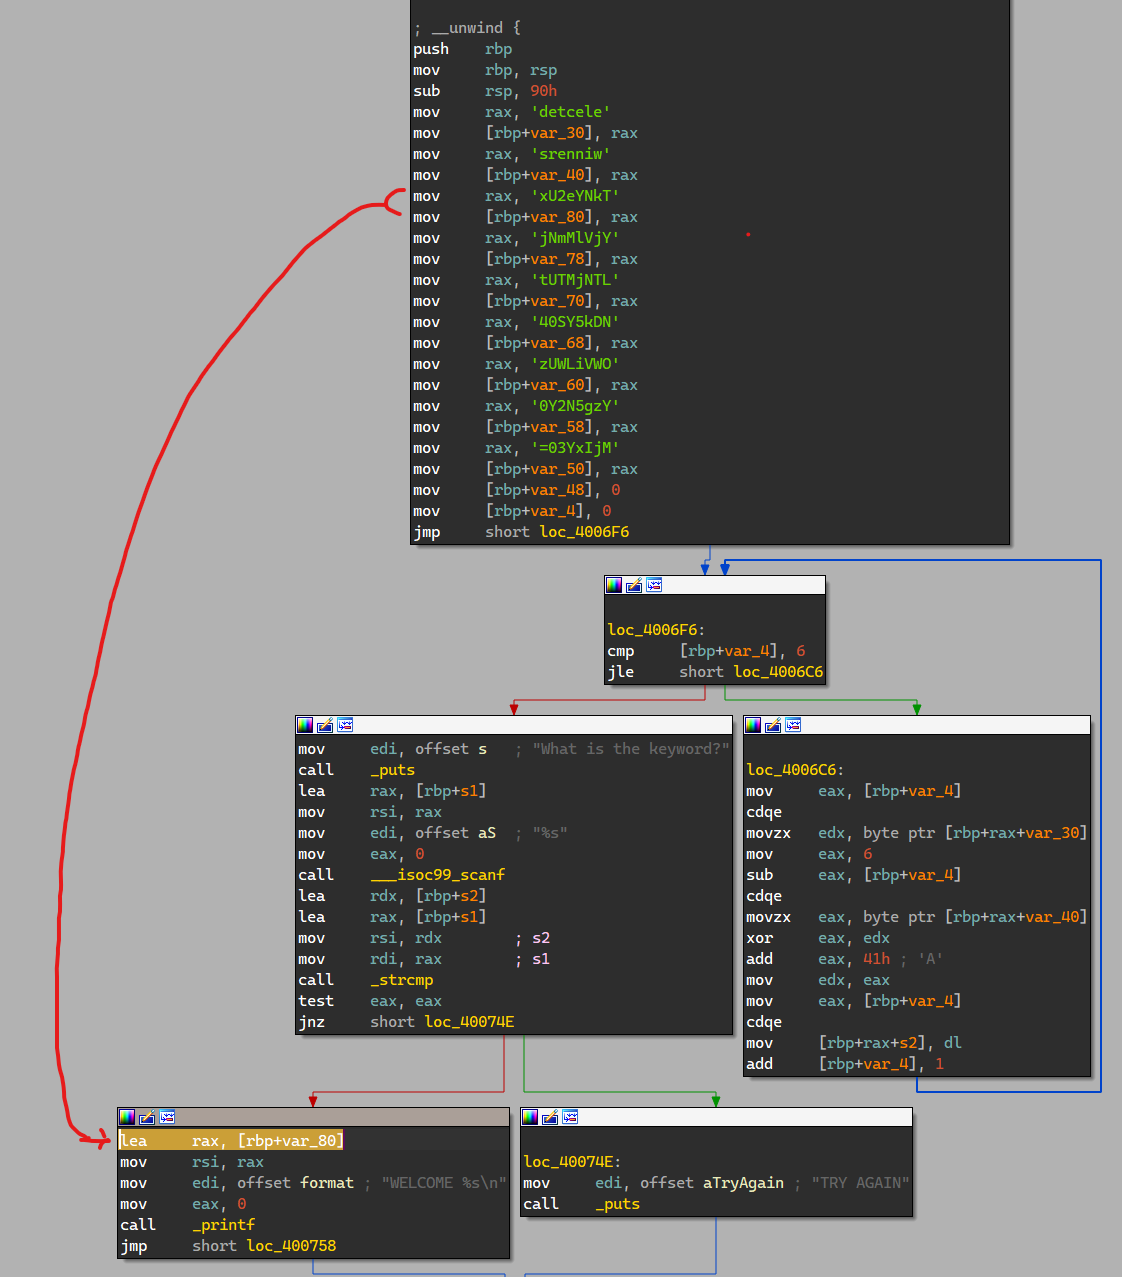 ; __unwind {
push rbp
mov rbp, rsp
sub rsp, 90h
mov rax, 'detcele'
mov [rbp+var_30], rax
mov rax, 'srenniw'
mov [rbp+var_40], rax
mov rax, 'xU2eYNkT'
mov [rbp+var_80], rax
mov rax, 'jNmMlVjY'
mov [rbp+var_78], rax
mov rax, 'tUTMjNTL'
mov [rbp+var_70], rax
mov rax, '40SY5kDN'
mov [rbp+var_68], rax
mov rax, 'zUWLiVWO'
mov [rbp+var_60], rax
mov rax, '0Y2N5gzY'
mov [rbp+var_58], rax
mov rax, '=03YxIjM'
mov [rbp+var_50], rax
mov [rbp+var_48], 0
mov [rbp+var_4], 0
jmp short loc_4006F6
loc_4006F6:
cmp [rbp+var_4], 6
jle short loc_4006C6
mov edi, offset s ; "What is the keyword?"
call _puts
lea rax, [rbp+s1]
mov rsi, rax
mov edi, offset aS ; "%s"
mov eax, 0
call ___isoc99_scanf
lea rdx, [rbp+s2]
lea rax, [rbp+s1]
mov rsi, rdx ; s2
mov rdi, rax ; s1
call _strcmp
test eax, eax
jnz short loc_40074E
loc_4006C6:
mov eax, [rbp+var_4]
cdqe
movzx edx, byte ptr [rbp+rax+var_30]
mov eax, 6
sub eax, [rbp+var_4]
cdqe
movzx eax, byte ptr [rbp+rax+var_40]
xor eax, edx
add eax, 41h ; 'A'
mov edx, eax
mov eax, [rbp+var_4]
cdqe
mov [rbp+rax+s2], dl
add [rbp+var_4], 1
lea rax, [rbp+var_80]
mov rsi, rax
mov edi, offset format ; "WELCOME %s\n"
mov eax, 0
call _printf
jmp short loc_400758
loc_40074E:
mov edi, offset aTryAgain ; "TRY AGAIN"
call _puts